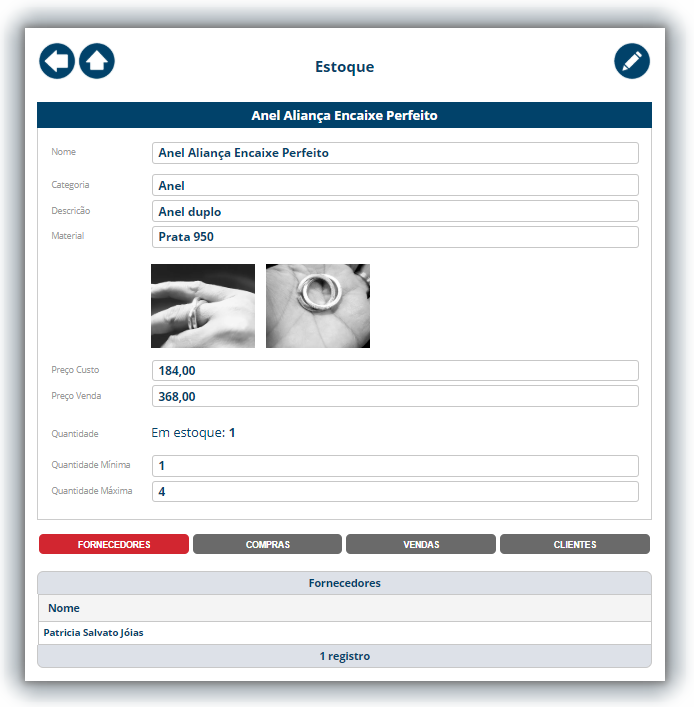 Estoque
Anel Aliança Encaixe Perfeito
Nome Anel Aliança Encaixe Perfeito
Categoria Anel
Descricão Anel duplo
Material Prata 950
Preço Custo 184,00
Preço Venda 368,00
Quantidade Em estoque: 1
Quantidade Mínima 1
Quantidade Máxima 4
FORNECEDORES COMPRAS VENDAS CLIENTES
Fornecedores
Nome
Patricia Salvato Jóias
1 registro